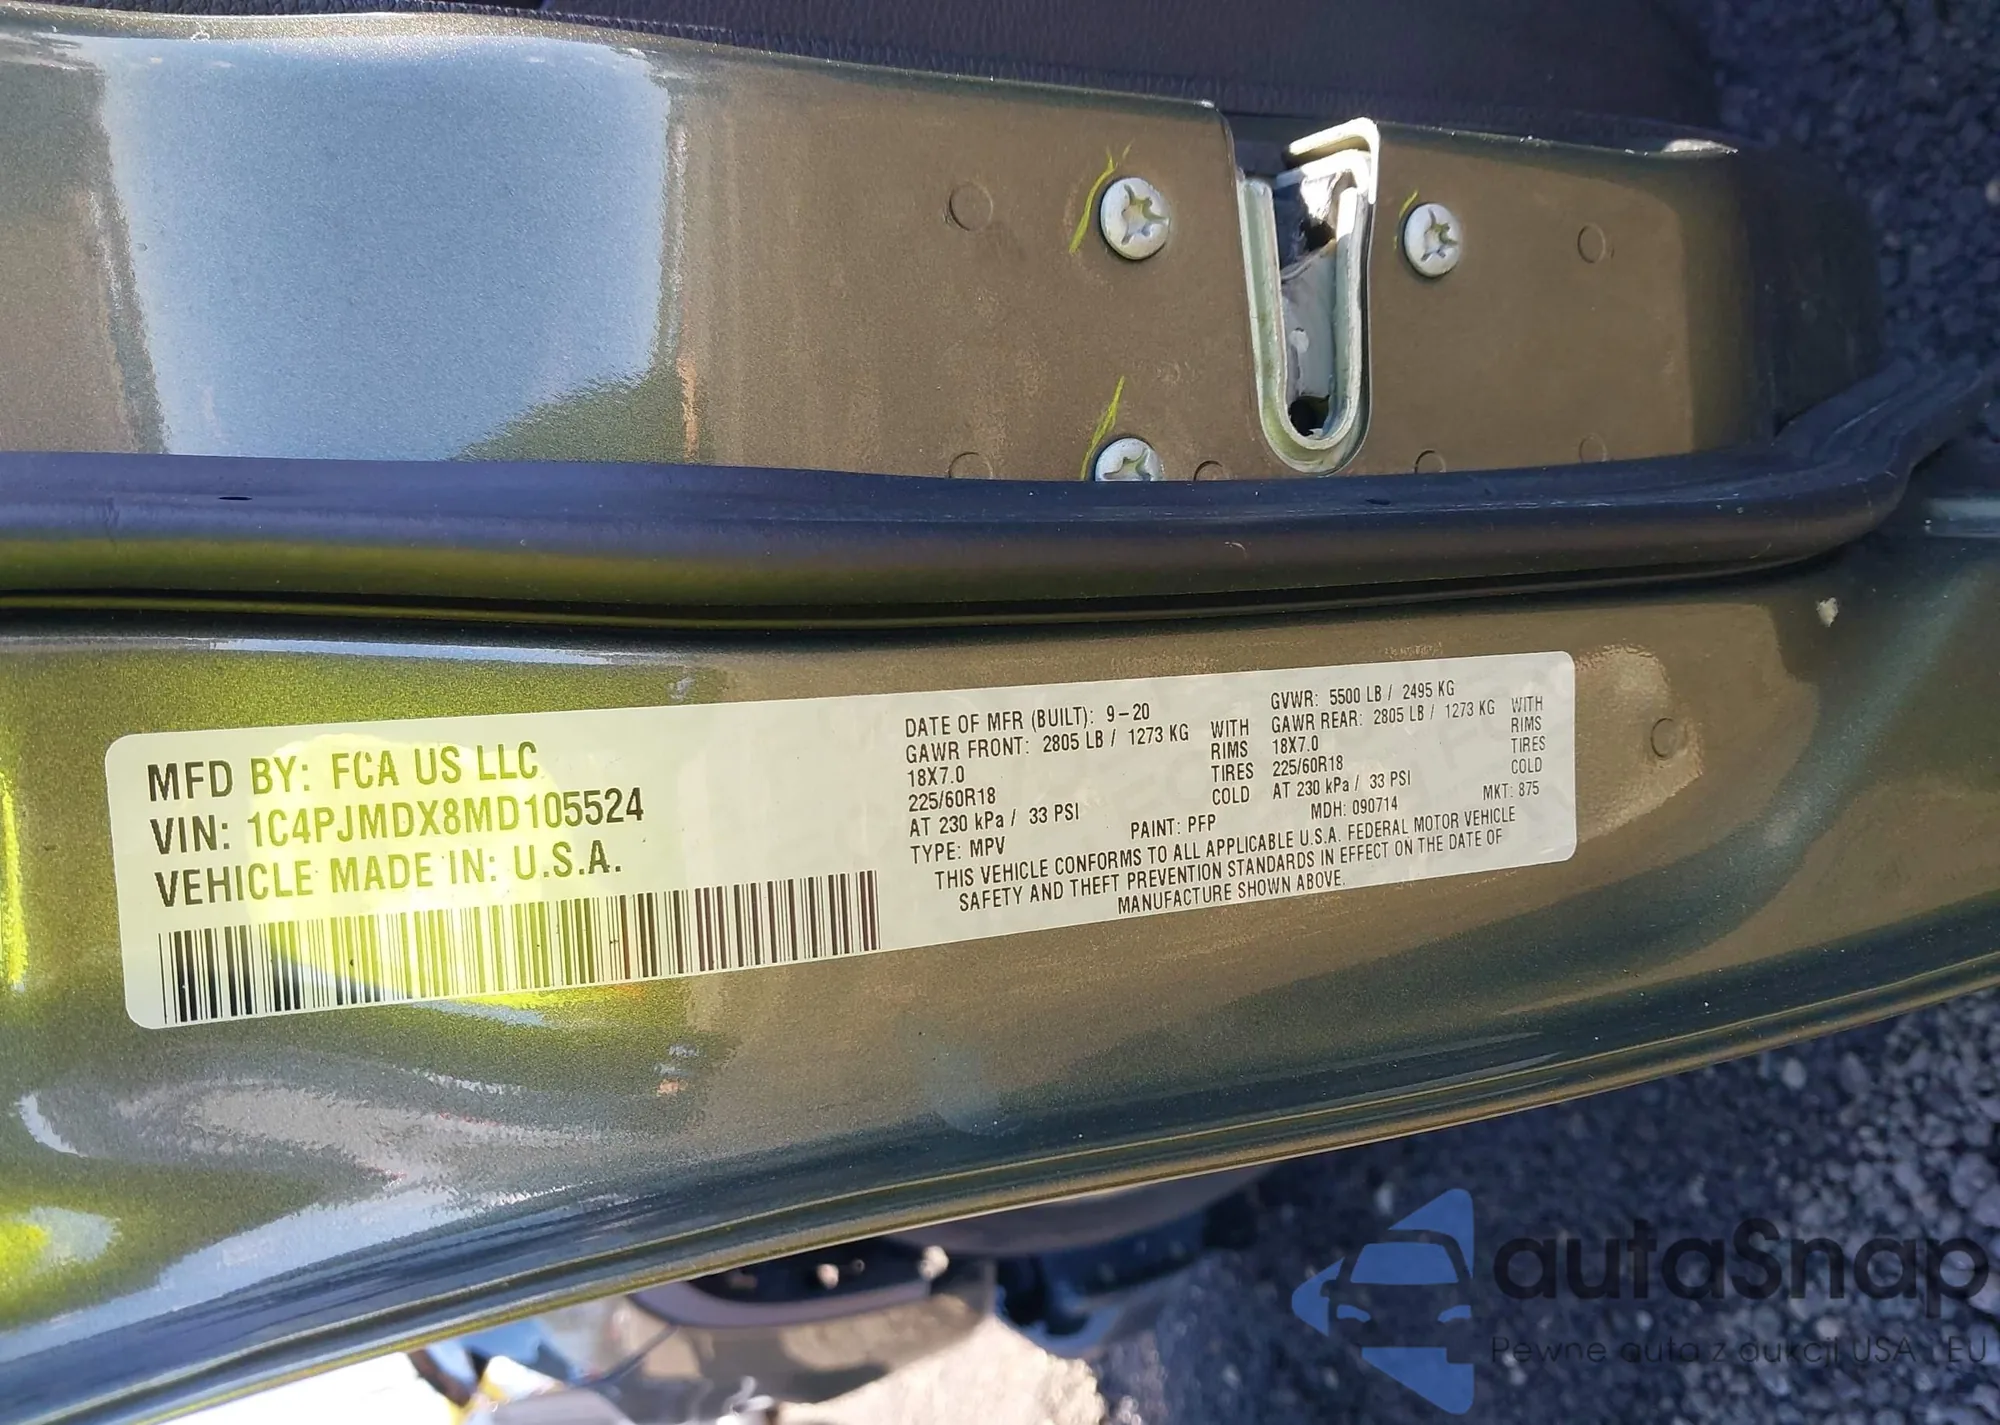 MFD BY: FCA US LLC
VIN: 1C4PJMDX8MD105524
VEHICLE MADE IN: U.S.A.
DATE OF MFR (BUILT): 9-20
GAWR FRONT: 2805 LB / 1273 KG WITH
18X7.0 RIMS
225/60R18 TIRES
AT 230 kPa / 33 PSI COLD
TYPE: MPV
PAINT: PFP
GVWR: 5500 LB / 2495 KG
GAWR REAR: 2805 LB / 1273 KG WITH
18X7.0 RIMS
225/60R18 TIRES
AT 230 kPa / 33 PSI COLD
MDH: 090714 MKT: 875
THIS VEHICLE CONFORMS TO ALL APPLICABLE U.S.A. FEDERAL MOTOR VEHICLE
SAFETY AND THEFT PREVENTION STANDARDS IN EFFECT ON THE DATE OF
MANUFACTURE SHOWN ABOVE.
autaSnap
Pewne auta z aukcji USA i EU